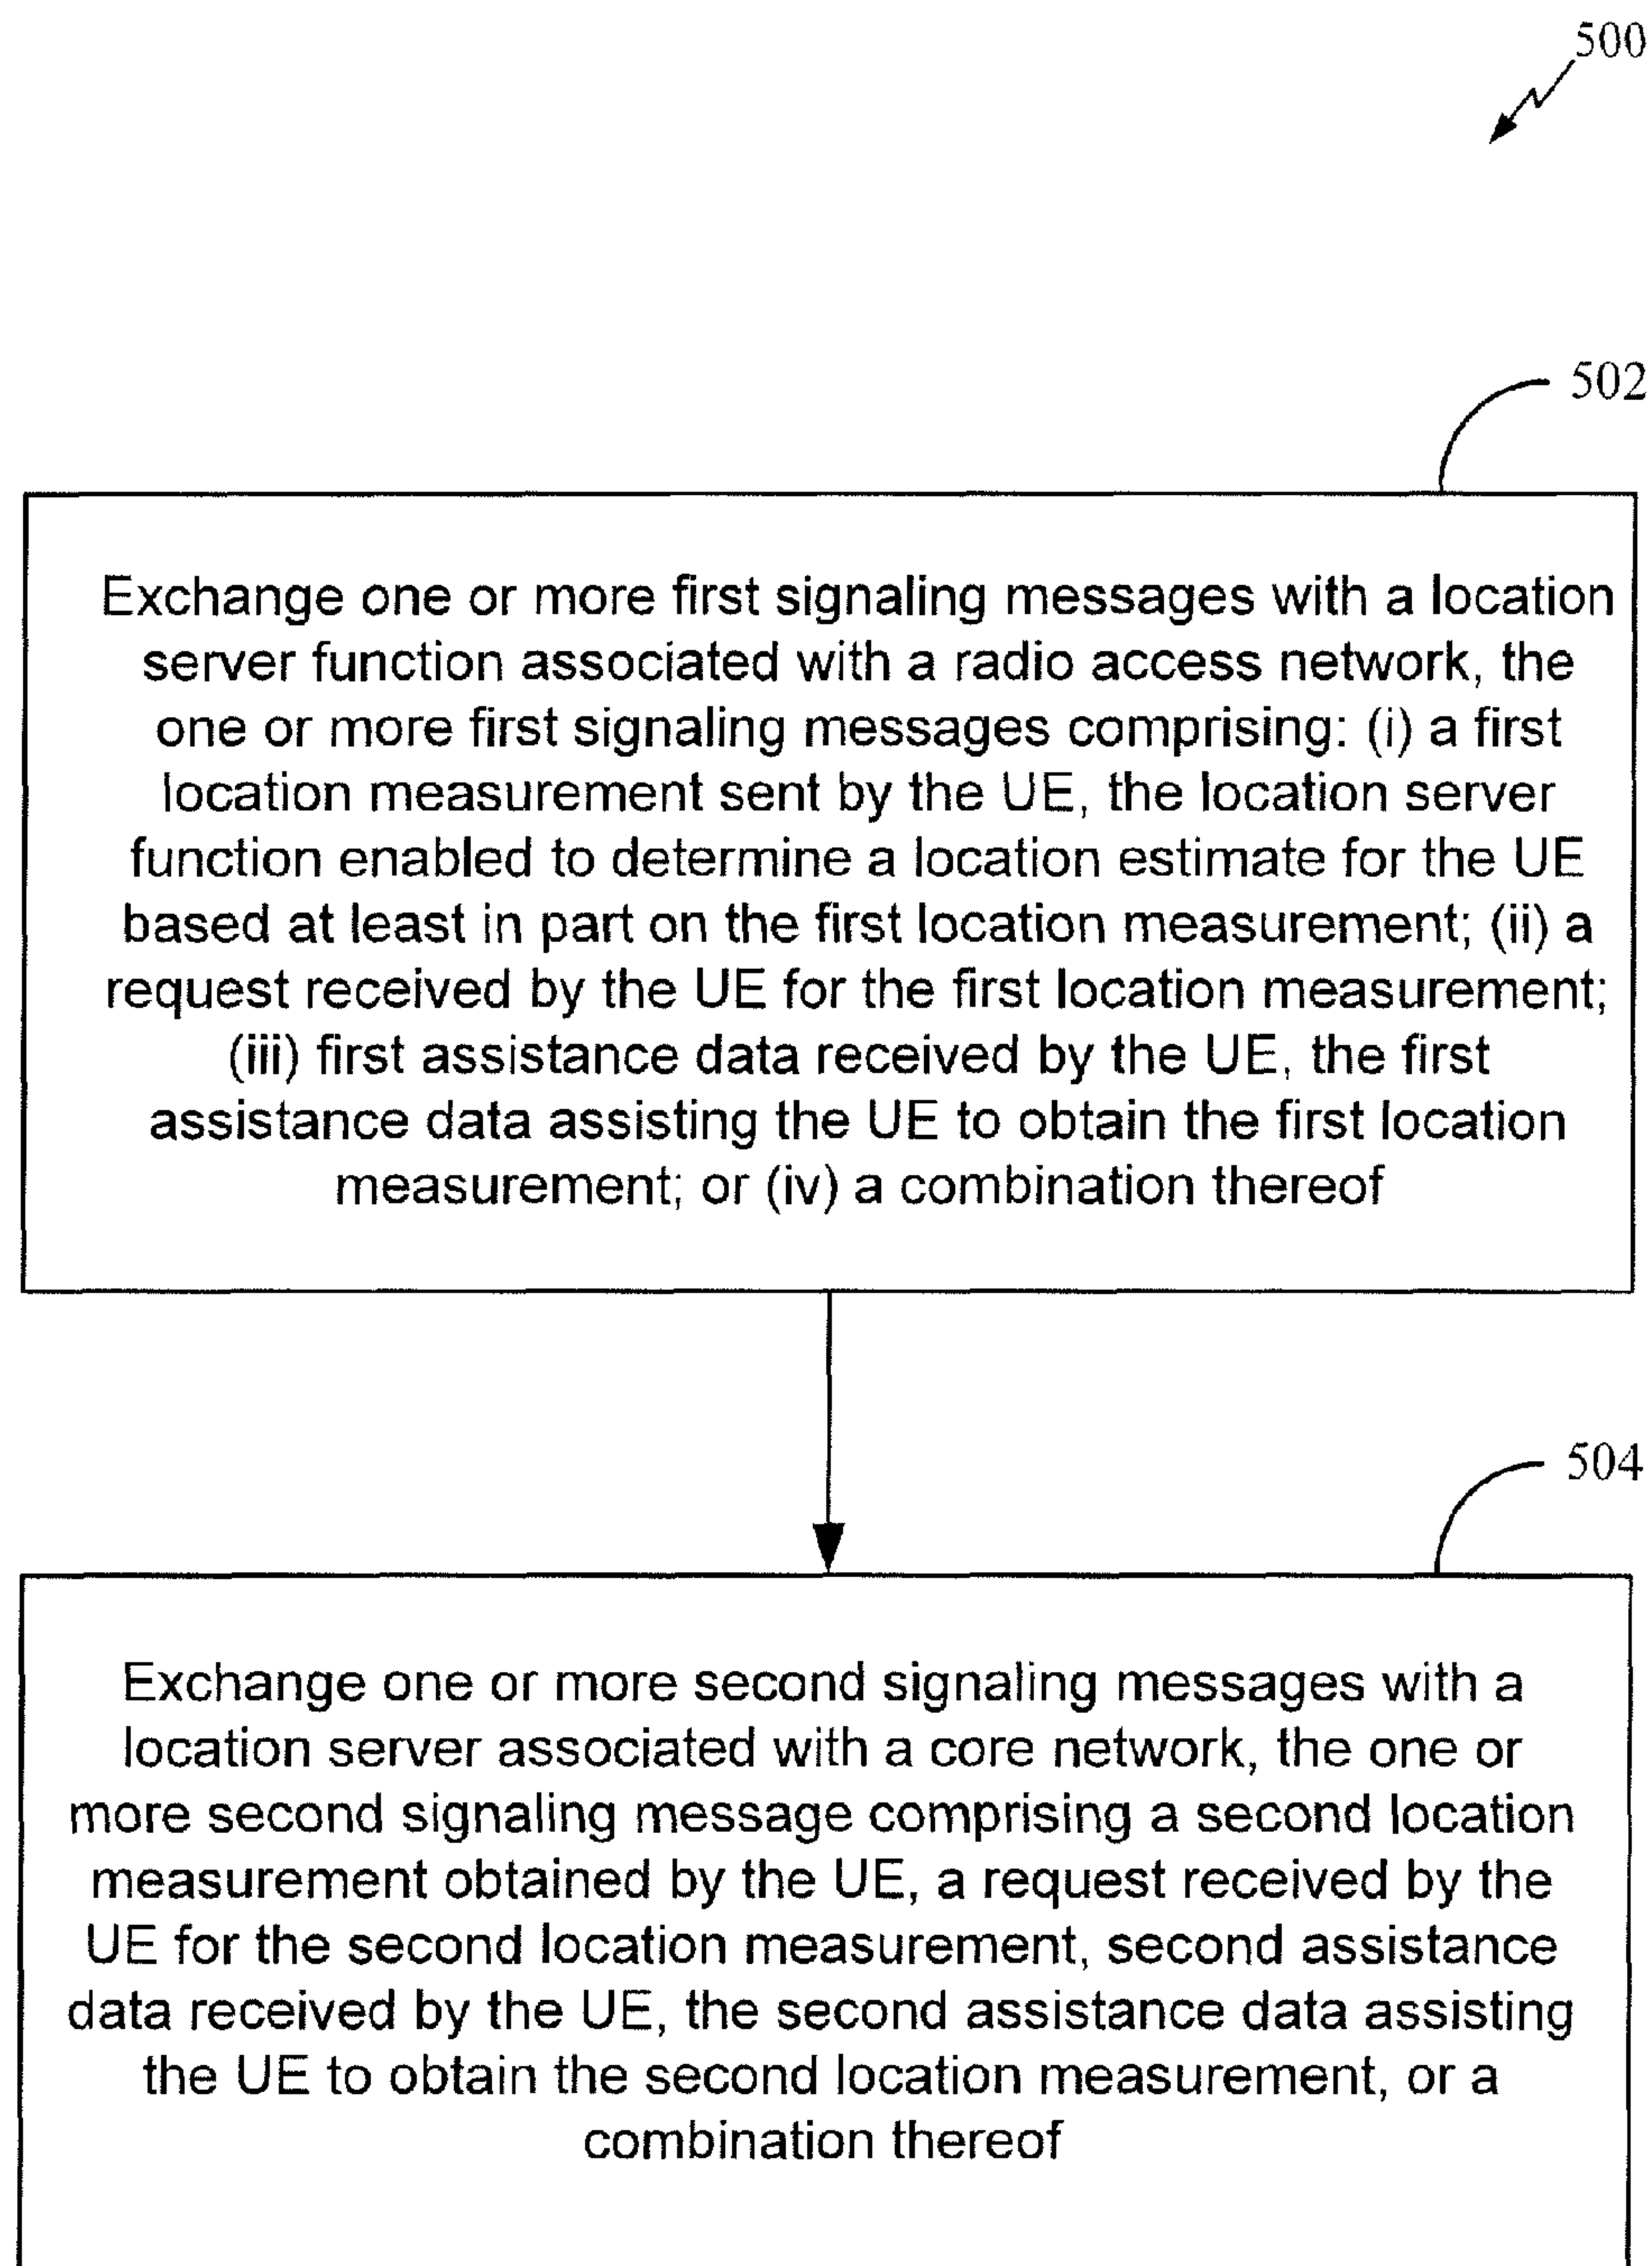 500
502
Exchange one or more first signaling messages with a location
server function associated with a radio access network, the
one or more first signaling messages comprising: (i) a first
location measurement sent by the UE, the location server
function enabled to determine a location estimate for the UE
based at least in part on the first location measurement; (ii) a
request received by the UE for the first location measurement;
(iii) first assistance data received by the UE, the first
assistance data assisting the UE to obtain the first location
measurement; or (iv) a combination thereof
504
Exchange one or more second signaling messages with a
location server associated with a core network, the one or
more second signaling message comprising a second location
measurement obtained by the UE, a request received by the
UE for the second location measurement, second assistance
data received by the UE, the second assistance data assisting
the UE to obtain the second location measurement, or a
combination thereof